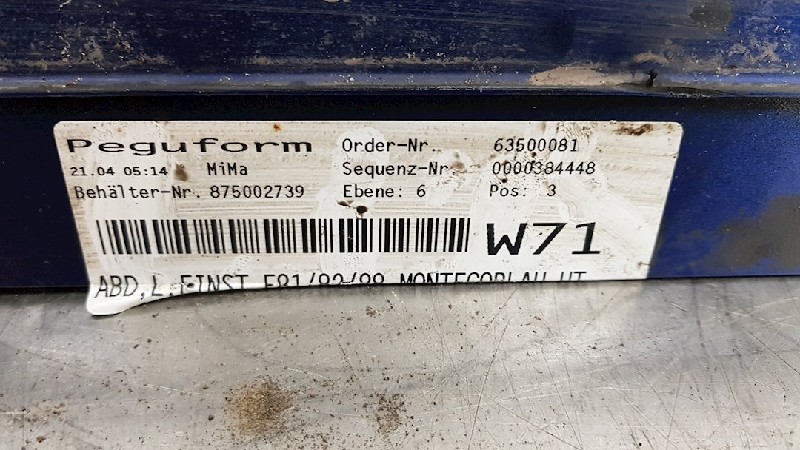 Peguform Order-Nr. 63500081
21.04 05:14 MiMa Sequenz-Nr. 0000384448
Behälter-Nr. 875002739 Ebene: 6 Pos: 3
W71
ABD,L.EINST E81/82/88 MONTEGOBLAU UT